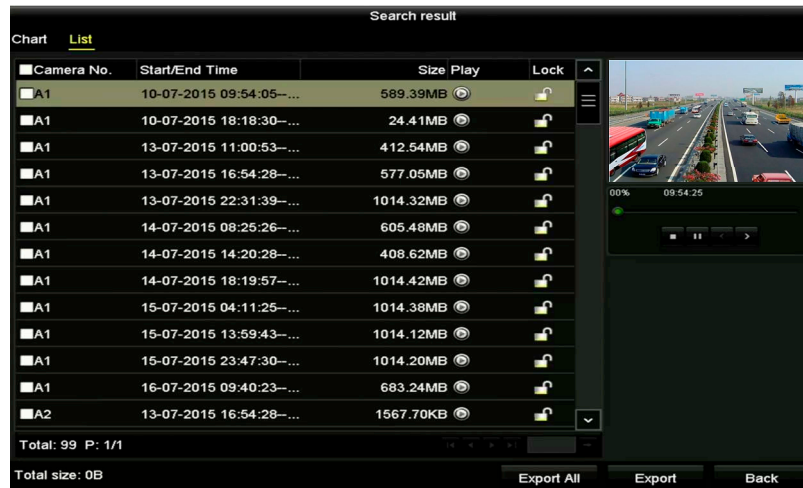 Search result
Chart List
Camera No. Start/End Time Size Play Lock
A1 10-07-2015 09:54:05--... 589.39MB
A1 10-07-2015 18:18:30--... 24.41MB
A1 13-07-2015 11:00:53--... 412.54MB
A1 13-07-2015 16:54:28--... 577.05MB
A1 13-07-2015 22:31:39--... 1014.32MB
A1 14-07-2015 08:25:26--... 605.48MB
A1 14-07-2015 14:20:28--... 408.62MB
A1 14-07-2015 18:19:57--... 1014.42MB
A1 15-07-2015 04:11:25--... 1014.38MB
A1 15-07-2015 13:59:43--... 1014.12MB
A1 15-07-2015 23:47:30--... 1014.20MB
A1 16-07-2015 09:40:23--... 683.24MB
A2 13-07-2015 16:54:28--... 1567.70KB
00% 09:54:25
Total: 99 P: 1/1
Total size: 0B
Export All Export Back